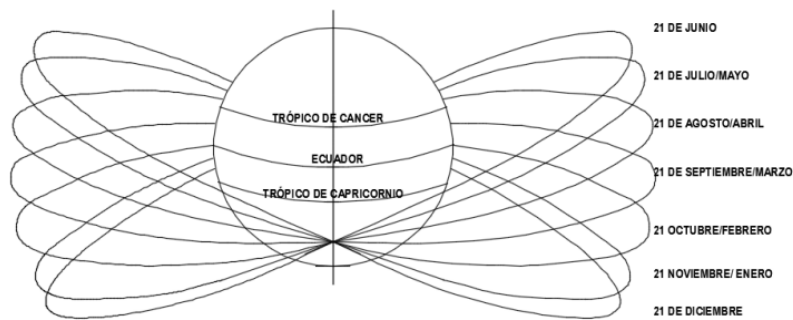 21 DE JUNIO
21 DE JULIO/MAYO
TRÓPICO DE CANCER
21 DE AGOSTO/ABRIL
ECUADOR
21 DE SEPTIEMBRE/MARZO
TRÓPICO DE CAPRICORNIO
21 OCTUBRE/FEBRERO
21 NOVIEMBRE/ ENERO
21 DE DICIEMBRE